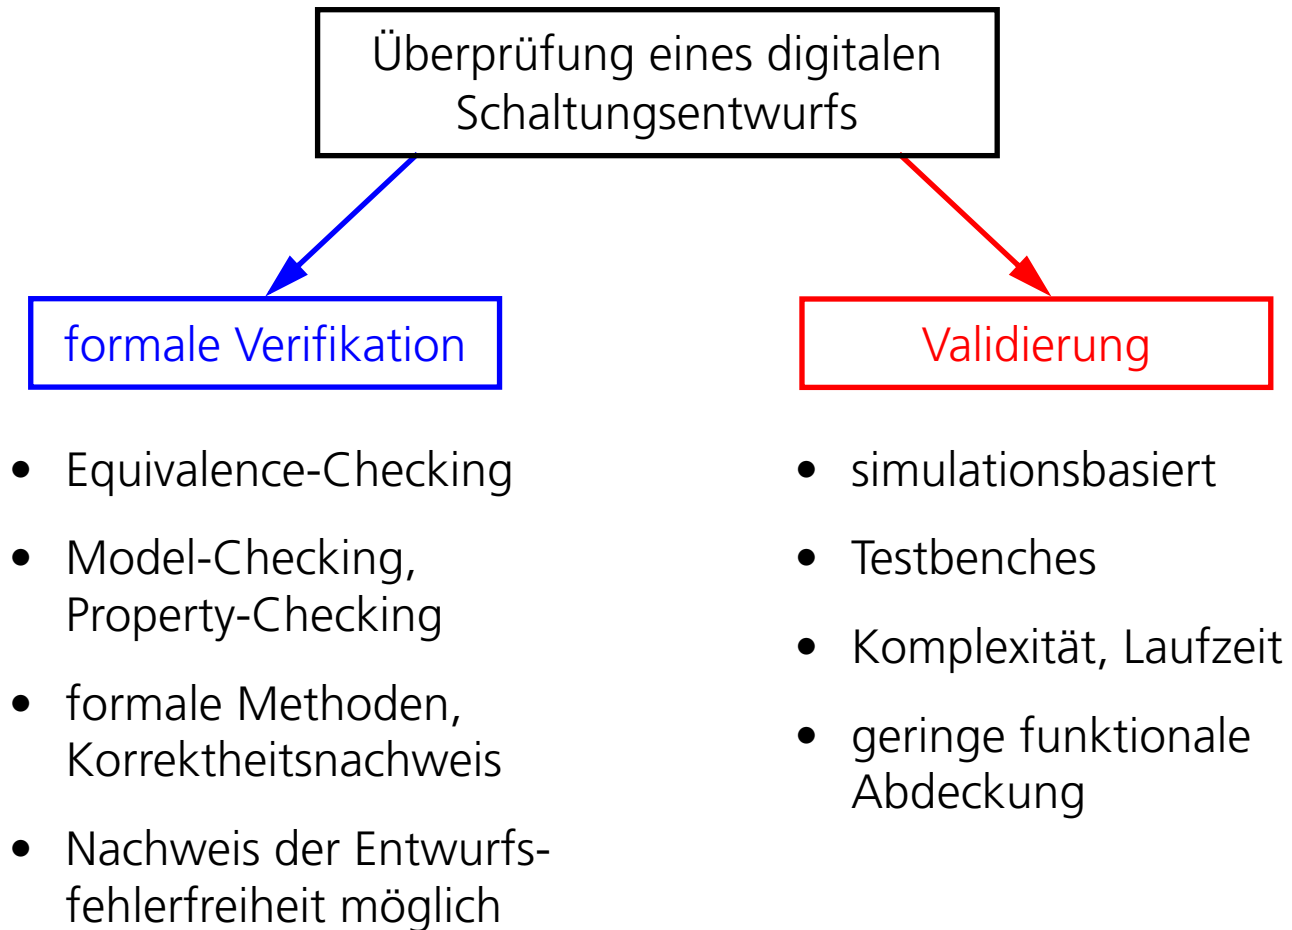 Überprüfung eines digitalen
Schaltungsentwurfs
formale Verifikation
• Equivalence-Checking
• Model-Checking,
Property-Checking
• formale Methoden,
Korrektheitsnachweis
• Nachweis der Entwurfs-
fehlerfreiheit möglich
Validierung
• simulationsbasiert
• Testbenches
• Komplexität, Laufzeit
• geringe funktionale
Abdeckung